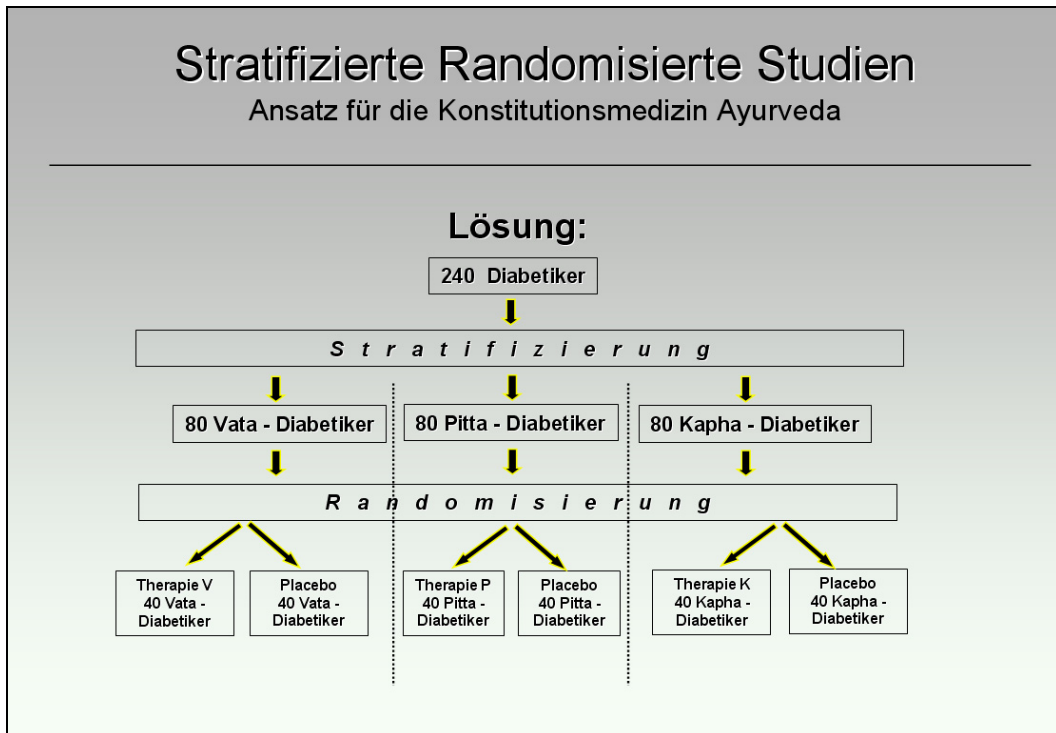 Stratifizierte Randomisierte Studien
Ansatz für die Konstitutionsmedizin Ayurveda
Lösung:
240 Diabetiker
Stratifizierung
80 Vata - Diabetiker
80 Pitta - Diabetiker
80 Kapha - Diabetiker
Randomisierung
Therapie V
40 Vata -
Diabetiker
Placebo
40 Vata -
Diabetiker
Therapie P
40 Pitta -
Diabetiker
Placebo
40 Pitta -
Diabetiker
Therapie K
40 Kapha -
Diabetiker
Placebo
40 Kapha -
Diabetiker